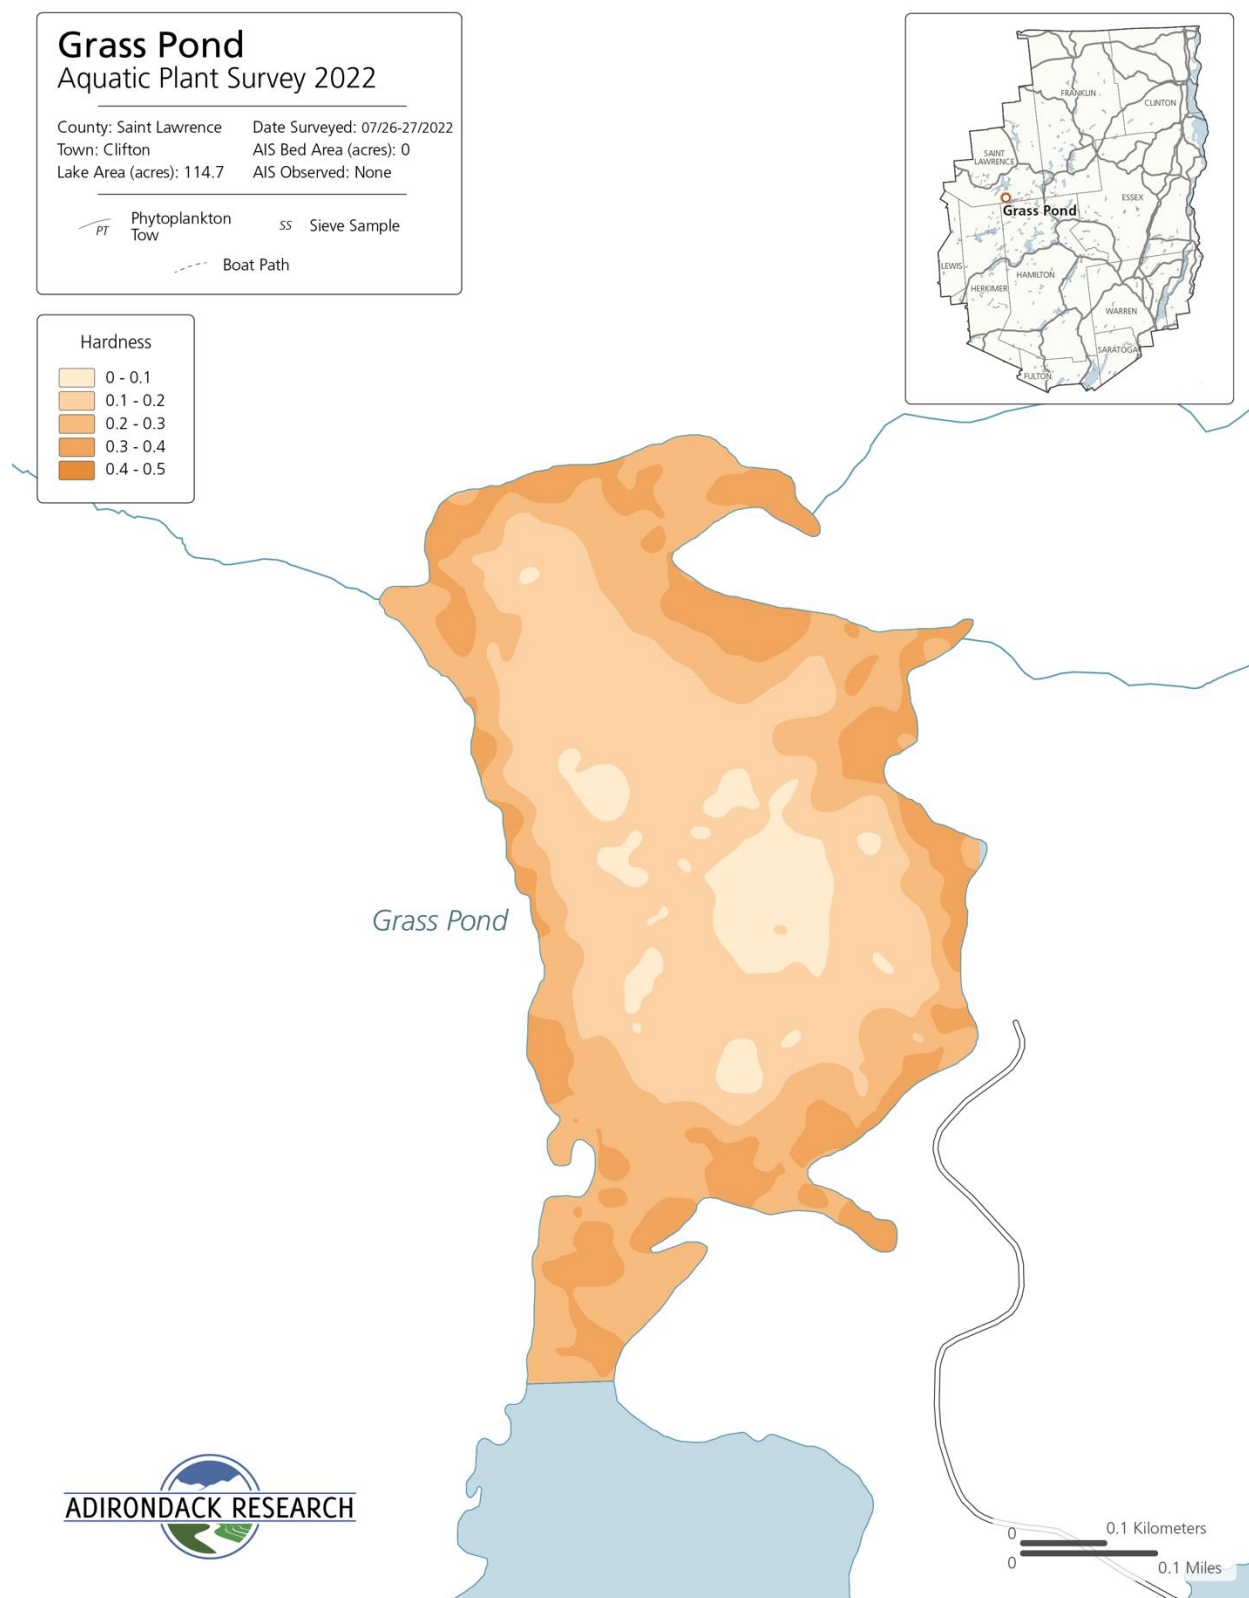 Grass Pond
Aquatic Plant Survey 2022
County: Saint Lawrence
Date Surveyed: 07/26-27/2022
Town: Clifton
AIS Bed Area (acres): 0
Lake Area (acres): 114.7
AIS Observed: None
PT
Phytoplankton
Tow
SS
Sieve Sample
Boat Path
Hardness
0 - 0.1
0.1 - 0.2
0.2 - 0.3
0.3 - 0.4
0.4 - 0.5
FRANKLIN
CLINTON
SAINT
LAWRENCE
ESSEX
Grass Pond
LEWIS
HAMILTON
HERKIMER
WARREN
SARATOGA
FULTON
Grass Pond
ADIRONDACK RESEARCH
0
0.1 Kilometers
0
0.1 Miles